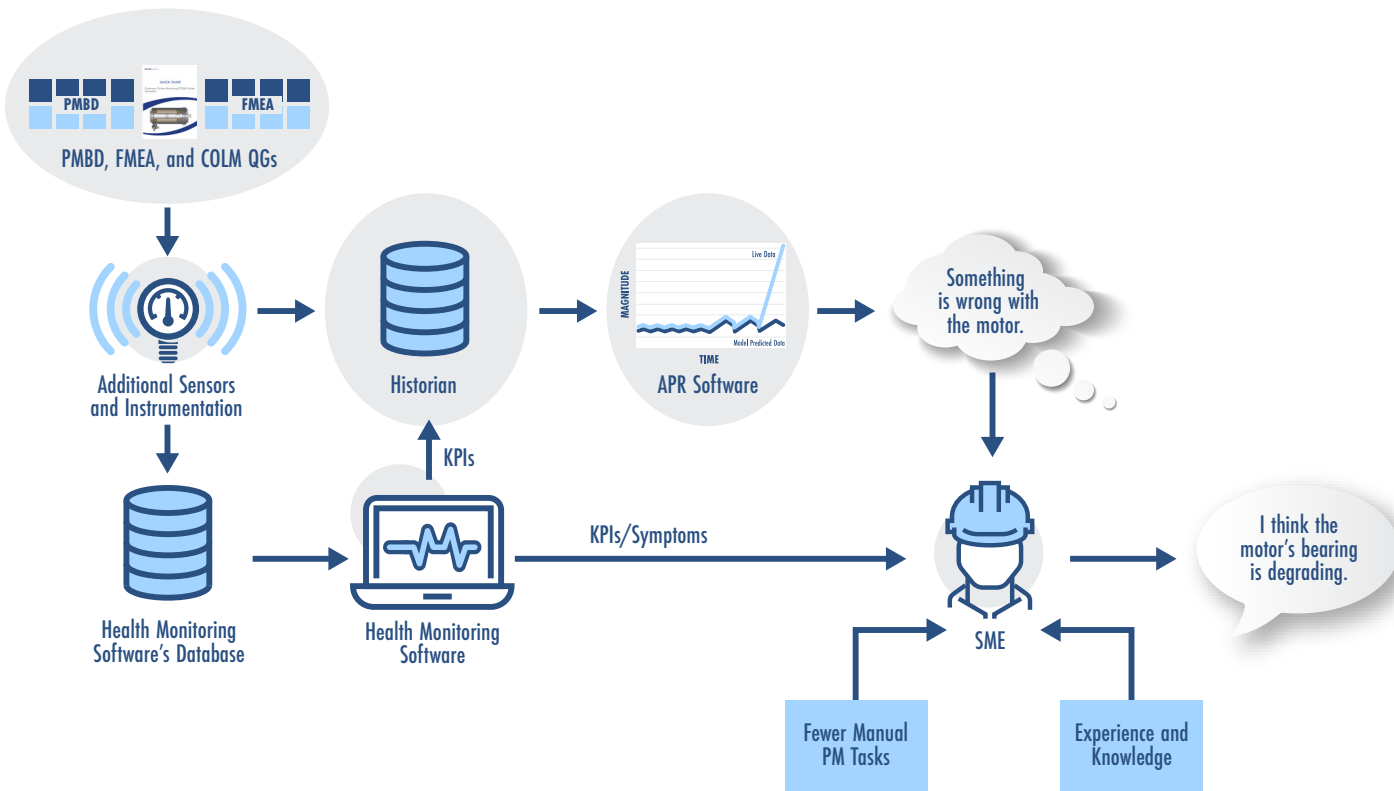 PMBD
QUICK GUIDE
FMEA
PMBD, FMEA, and COLM QGs
Additional Sensors
and Instrumentation
Historian
MAGNITUDE
Live Data
Model Predicted Data
TIME
APR Software
Something
is wrong with
the motor.
KPIs
Health Monitoring
Software's Database
Health Monitoring
Software
KPIs/Symptoms
SME
I think the
motor's bearing
is degrading.
Fewer Manual
PM Tasks
Experience and
Knowledge